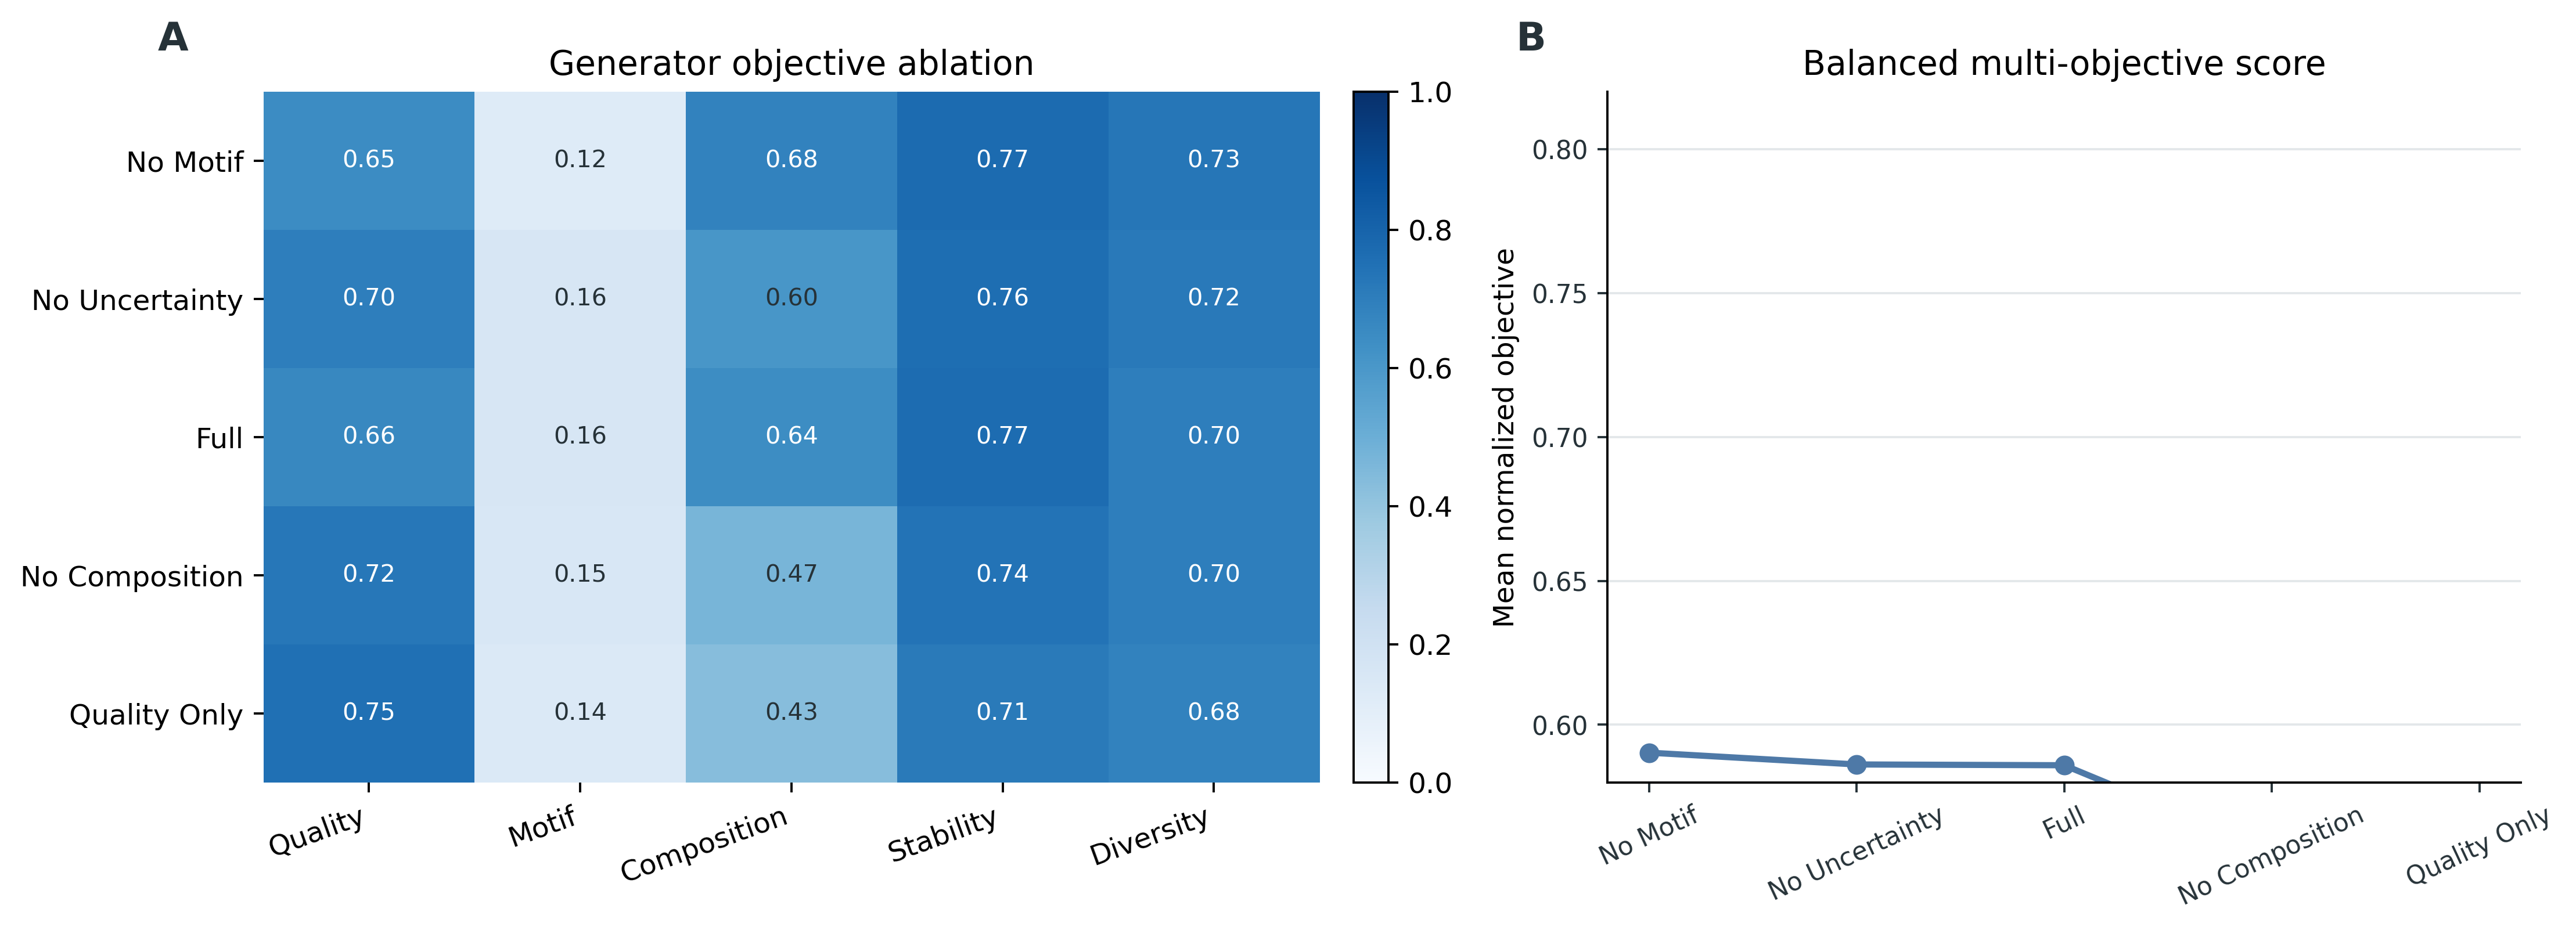 A
Generator objective ablation
No Motif 0.65 0.12 0.68 0.77 0.73
No Uncertainty 0.70 0.16 0.60 0.76 0.72
Full 0.66 0.16 0.64 0.77 0.70
No Composition 0.72 0.15 0.47 0.74 0.70
Quality Only 0.75 0.14 0.43 0.71 0.68
Quality Motif Composition Stability Diversity
1.0
0.8
0.6
0.4
0.2
0.0
B
Balanced multi-objective score
Mean normalized objective
0.80
0.75
0.70
0.65
0.60
No Motif No Uncertainty Full No Composition Quality Only